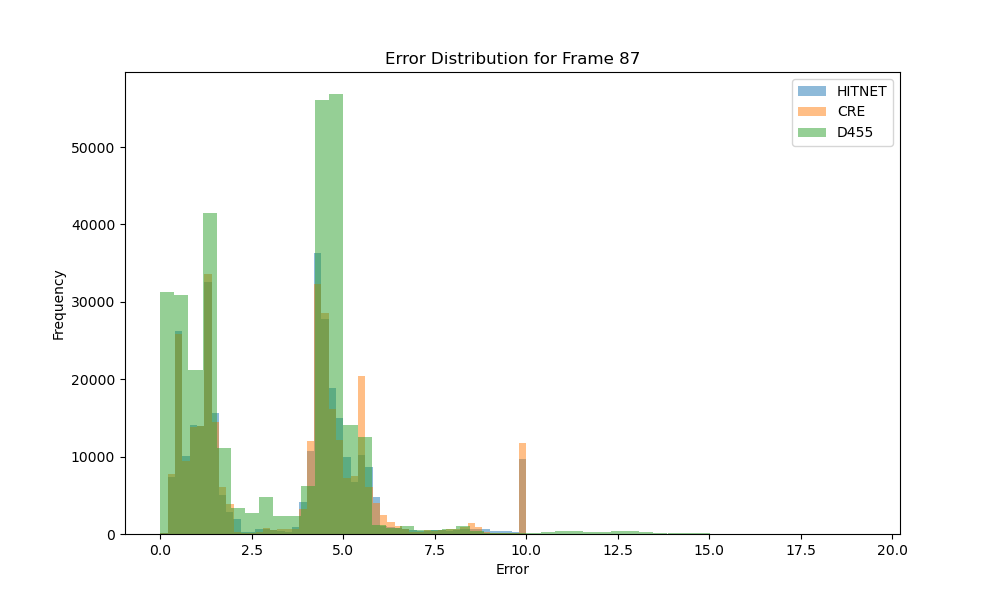 Error Distribution for Frame 87
HITNET
CRE
D455
50000
40000
30000
20000
10000
0
Frequency
0.0 2.5 5.0 7.5 10.0 12.5 15.0 17.5 20.0
Error